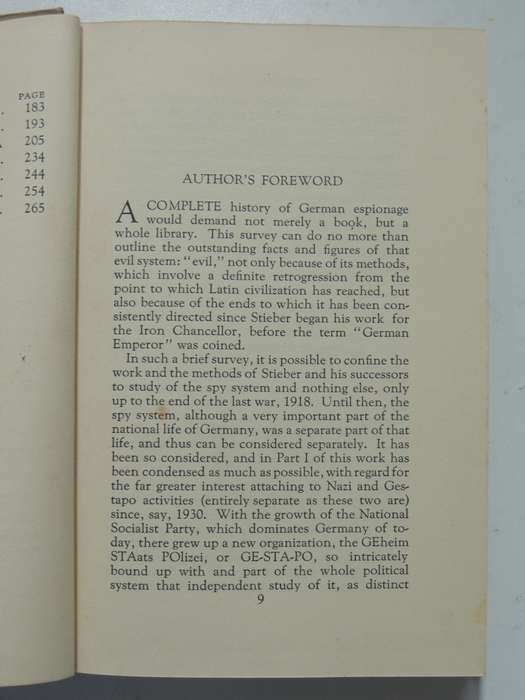 PAGE
. 183
. 193
205
. 234
. 244
. 254
. 265
AUTHOR'S FOREWORD
A COMPLETE history of German espionage
would demand not merely a book, but a
whole library. This survey can do no more than
outline the outstanding facts and figures of that
evil system: "evil," not only because of its methods,
which involve a definite retrogression from the
point to which Latin civilization has reached, but
also because of the ends to which it has been con-
sistently directed since Stieber began his work for
the Iron Chancellor, before the term "German
Emperor" was coined.
In such a brief survey, it is possible to confine the
work and the methods of Stieber and his successors
to study of the spy system and nothing else, only
up to the end of the last war, 1918. Until then, the
spy system, although a very important part of the
national life of Germany, was a separate part of that
life, and thus can be considered separately. It has
been so considered, and in Part I of this work has
been condensed as much as possible, with regard for
the far greater interest attaching to Nazi and Ges-
tapo activities (entirely separate as these two are)
since, say, 1930. With the growth of the National
Socialist Party, which dominates Germany of to-
day, there grew up a new organization, the GEheim
STAats POlizei, or GE-STA-PO, so intricately
bound up with and part of the whole political
system that independent study of it, as distinct
9